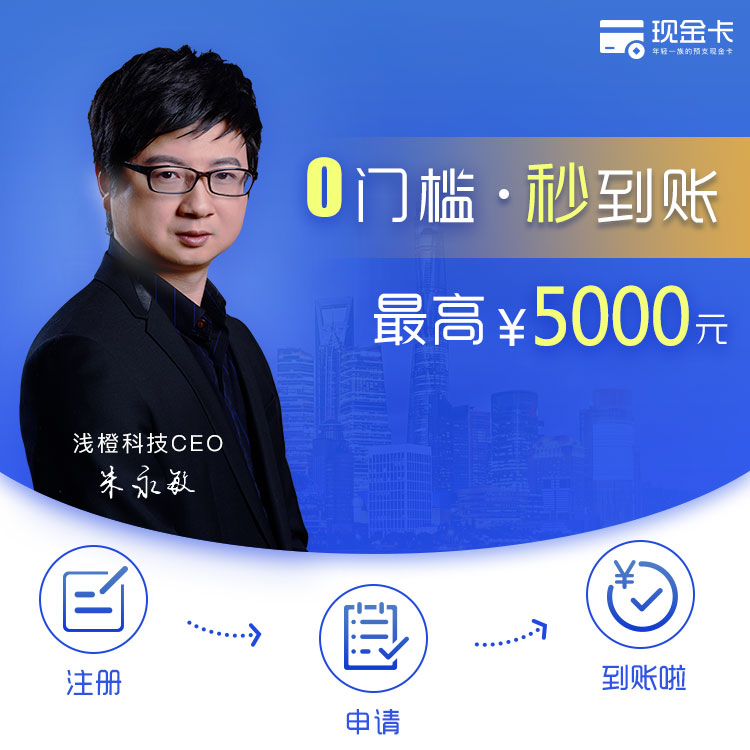 现金卡
年轻一族的预支现金卡
0门槛·秒到账
最高¥5000元
浅橙科技CEO
朱永敏
注册
申请
到账啦